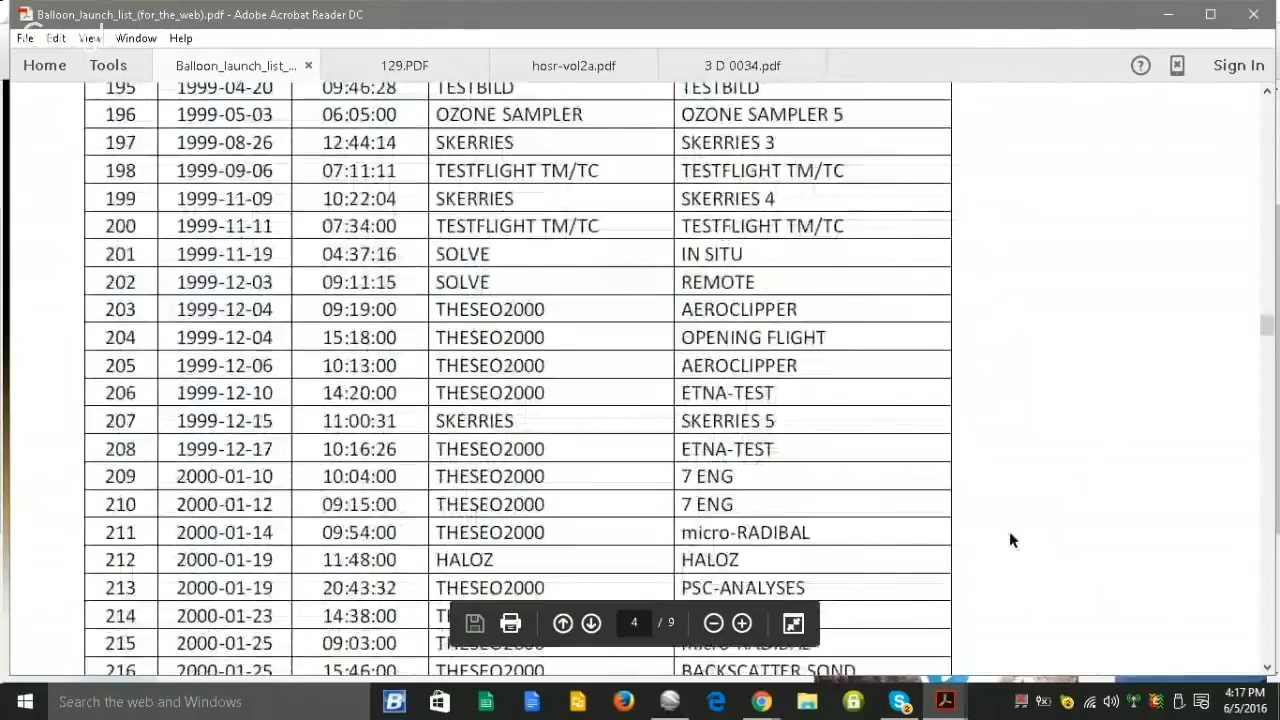 Balloon_launch_list_(for_the_web).pdf - Adobe Acrobat Reader DC
File Edit View Window Help
Home Tools Balloon_launch_list_... × 129.PDF hosr-vol2a.pdf 3 D 0034.pdf Sign In
195 1999-04-20 09:46:28 TESTBILD TESTBILD
196 1999-05-03 06:05:00 OZONE SAMPLER OZONE SAMPLER 5
197 1999-08-26 12:44:14 SKERRIES SKERRIES 3
198 1999-09-06 07:11:11 TESTFLIGHT TM/TC TESTFLIGHT TM/TC
199 1999-11-09 10:22:04 SKERRIES SKERRIES 4
200 1999-11-11 07:34:00 TESTFLIGHT TM/TC TESTFLIGHT TM/TC
201 1999-11-19 04:37:16 SOLVE IN SITU
202 1999-12-03 09:11:15 SOLVE REMOTE
203 1999-12-04 09:19:00 THESEO2000 AEROCLIPPER
204 1999-12-04 15:18:00 THESEO2000 OPENING FLIGHT
205 1999-12-06 10:13:00 THESEO2000 AEROCLIPPER
206 1999-12-10 14:20:00 THESEO2000 ETNA-TEST
207 1999-12-15 11:00:31 SKERRIES SKERRIES 5
208 1999-12-17 10:16:26 THESEO2000 ETNA-TEST
209 2000-01-10 10:04:00 THESEO2000 7 ENG
210 2000-01-12 09:15:00 THESEO2000 7 ENG
211 2000-01-14 09:54:00 THESEO2000 micro-RADIBAL
212 2000-01-19 11:48:00 HALOZ HALOZ
213 2000-01-19 20:43:32 THESEO2000 PSC-ANALYSES
214 2000-01-23 14:38:00
215 2000-01-25 09:03:00 THESEO2000 micro-RADIBAL
216 2000-01-25 15:46:00 THESEO2000 BACKSCATTER SOND
4 / 9
Search the web and Windows
4:17 PM
6/5/2016